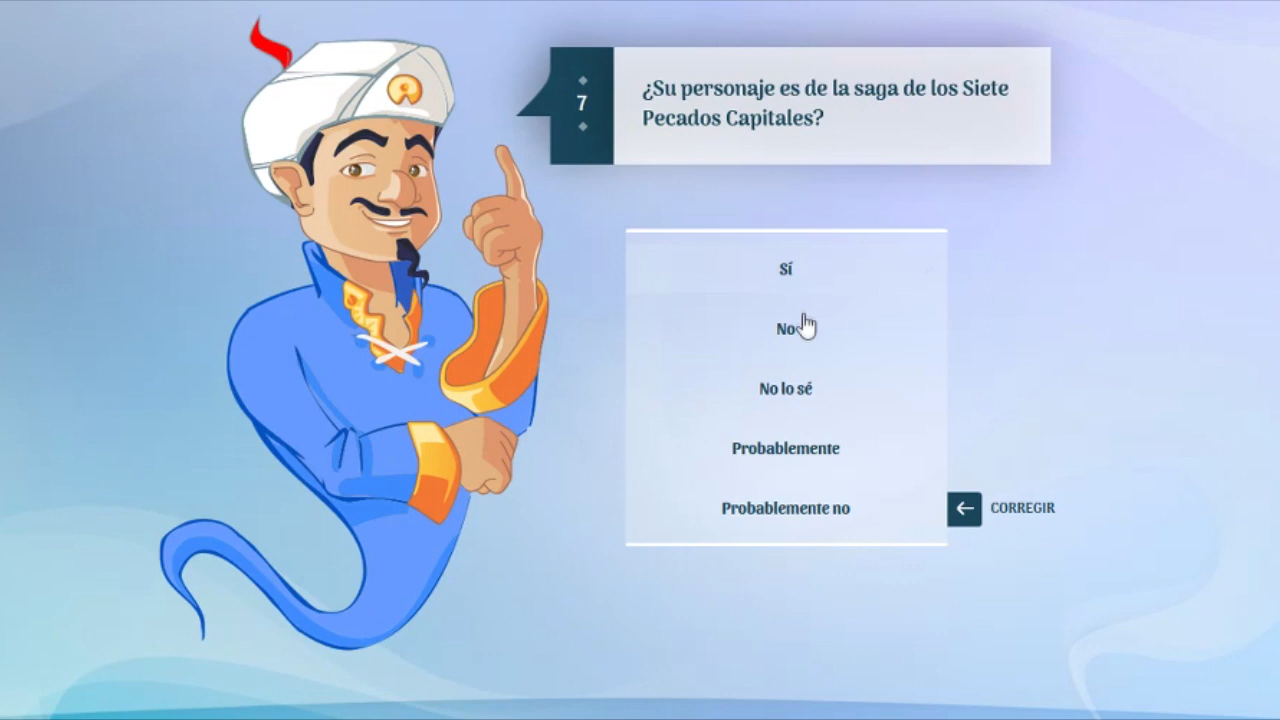 7
¿Su personaje es de la saga de los Siete
Pecados Capitales?
Sí
No
No lo sé
Probablemente
Probablemente no
CORREGIR